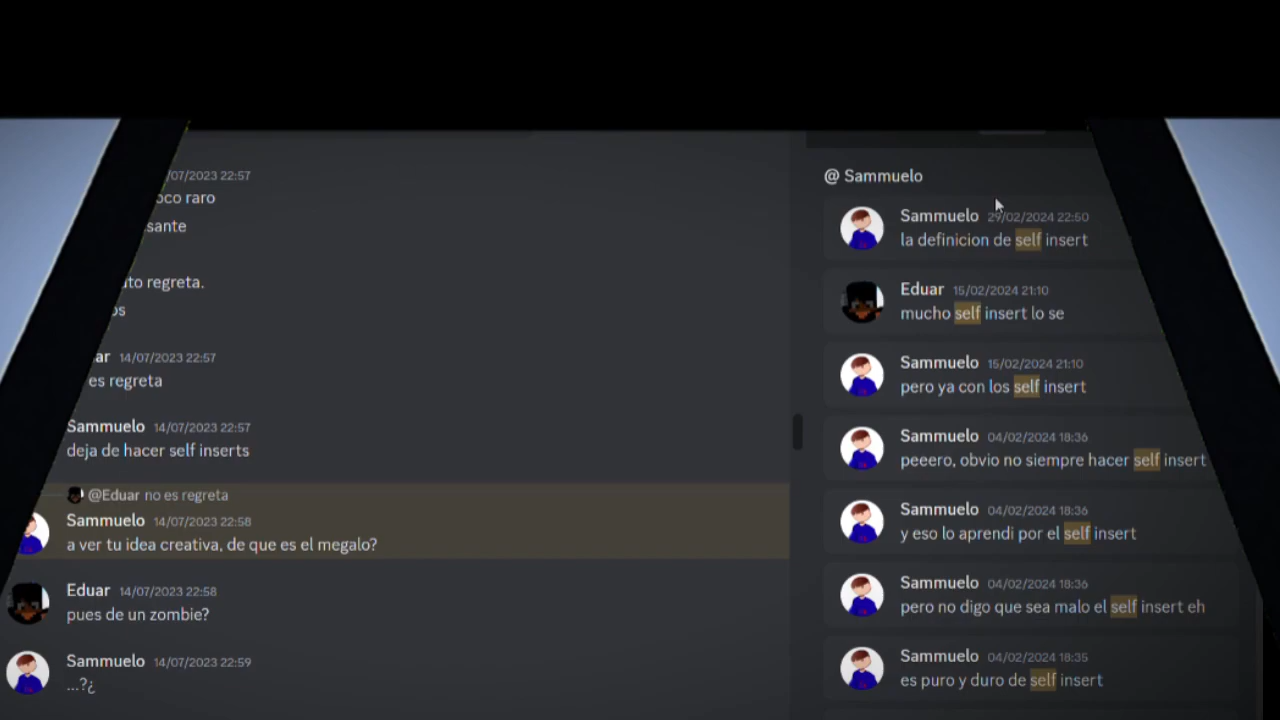 /07/2023 22:57
oco raro
sante
ito regreta.
os
ar 14/07/2023 22:57
es regreta
Sammuelo 14/07/2023 22:57
deja de hacer self inserts
@Eduar no es regreta
Sammuelo 14/07/2023 22:58
a ver tu idea creativa, de que es el megalo?
Eduar 14/07/2023 22:58
pues de un zombie?
Sammuelo 14/07/2023 22:59
...?¿
@ Sammuelo
Sammuelo 29/02/2024 22:50
la definicion de self insert
Eduar 15/02/2024 21:10
mucho self insert lo se
Sammuelo 15/02/2024 21:10
pero ya con los self insert
Sammuelo 04/02/2024 18:36
peeero, obvio no siempre hacer self insert
Sammuelo 04/02/2024 18:36
y eso lo aprendi por el self insert
Sammuelo 04/02/2024 18:36
pero no digo que sea malo el self insert eh
Sammuelo 04/02/2024 18:35
es puro y duro de self insert